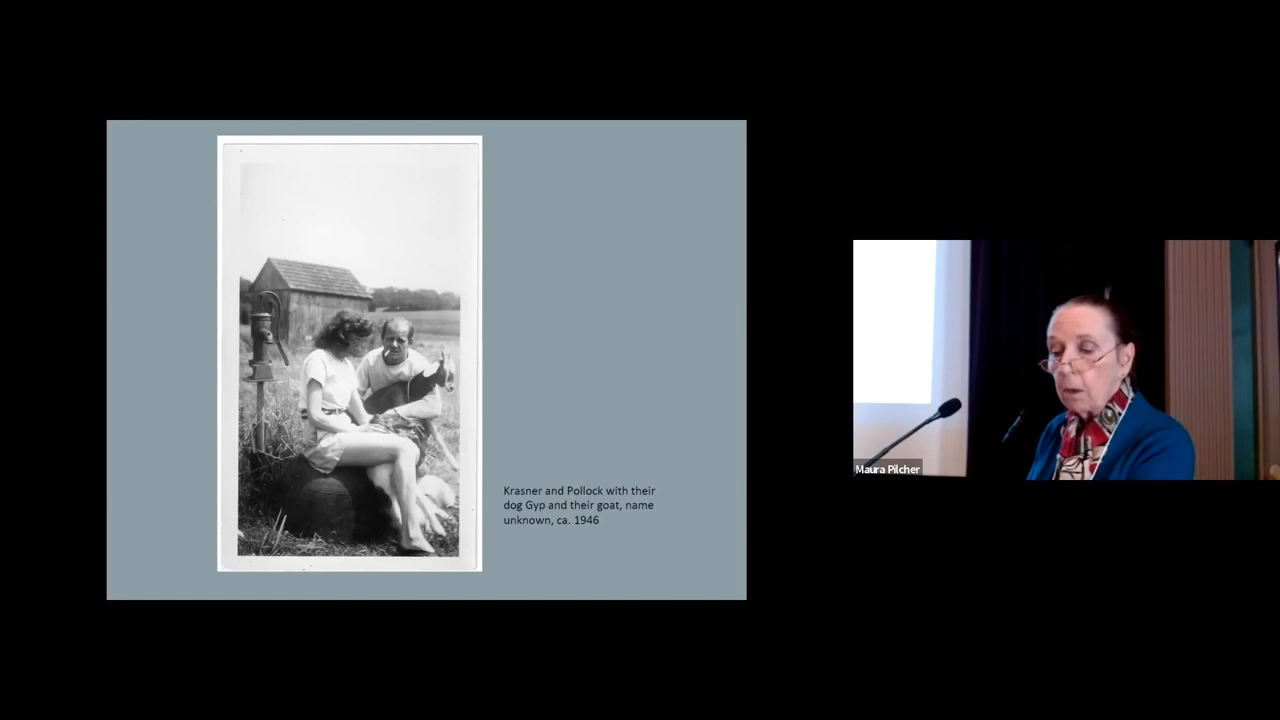 Krasner and Pollock with their
dog Gyp and their goat, name
unknown, ca. 1946
Maura Pilcher